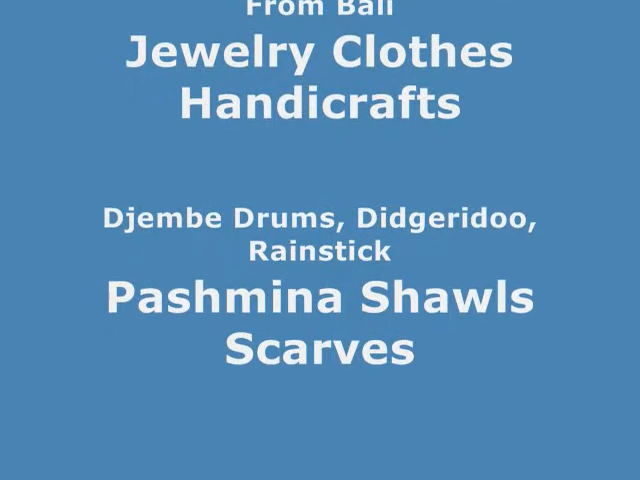 From Bali
Jewelry Clothes
Handicrafts
Djembe Drums, Didgeridoo,
Rainstick
Pashmina Shawls
Scarves